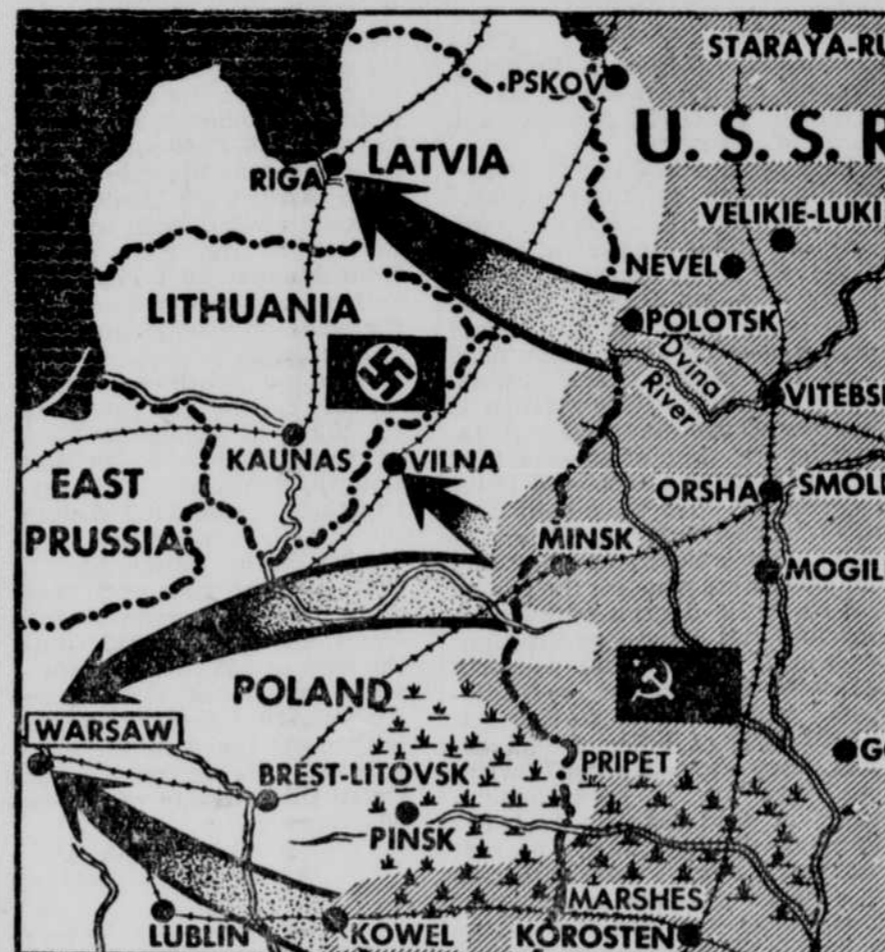 STARAYA-RU
PSKOV
U. S. S. R
RIGA
LATVIA
VELIKIE-LUKI
NEVEL
LITHUANIA
POLOTSK
Dvina
River
VITEBS
KAUNAS
VILNA
EAST
PRUSSIA
ORSHA
SMOLE
MINSK
MOGIL
POLAND
WARSAW
BREST-LITOVSK
PRIPET
G
PINSK
MARSHES
LUBLIN
KOWEL
KOROSTEN